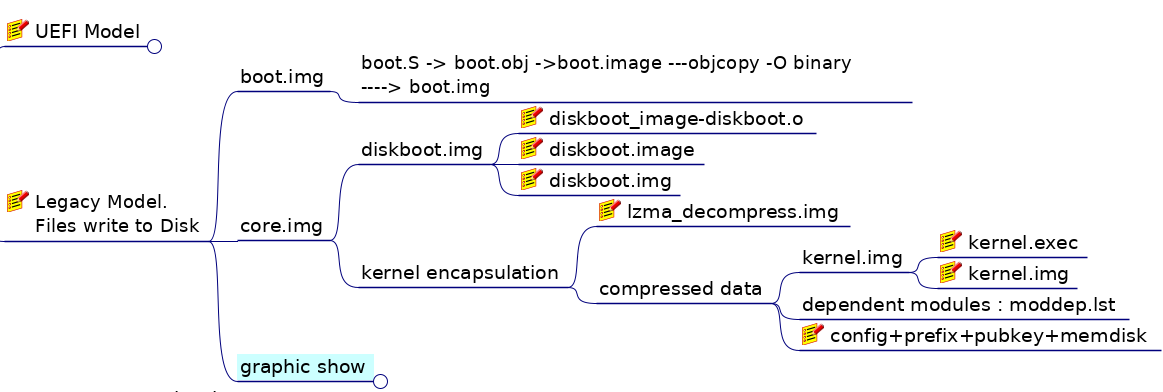 UEFI Model
boot.img
boot.S -> boot.obj ->boot.image ---objcopy -O binary
----> boot.img
diskboot_image-diskboot.o
diskboot.img
diskboot.image
diskboot.img
Legacy Model.
Files write to Disk
core.img
lzma_decompress.img
kernel encapsulation
kernel.exec
kernel.img
kernel.img
compressed data
dependent modules : moddep.lst
config+prefix+pubkey+memdisk
graphic show